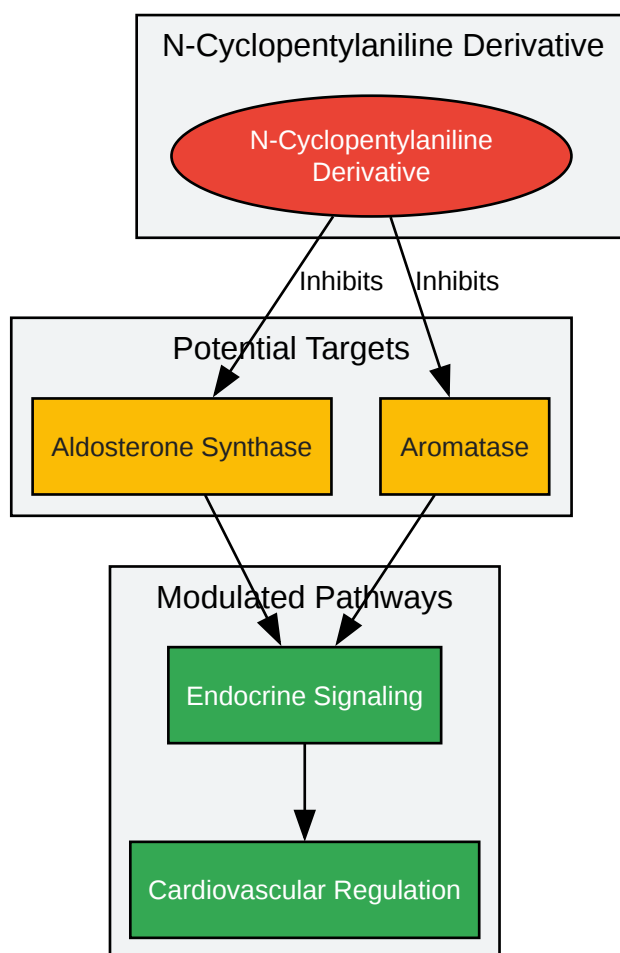 N-Cyclopentylaniline Derivative
N-Cyclopentylaniline
Derivative
Inhibits
Inhibits
Potential Targets
Aldosterone Synthase
Aromatase
Modulated Pathways
Endocrine Signaling
Cardiovascular Regulation